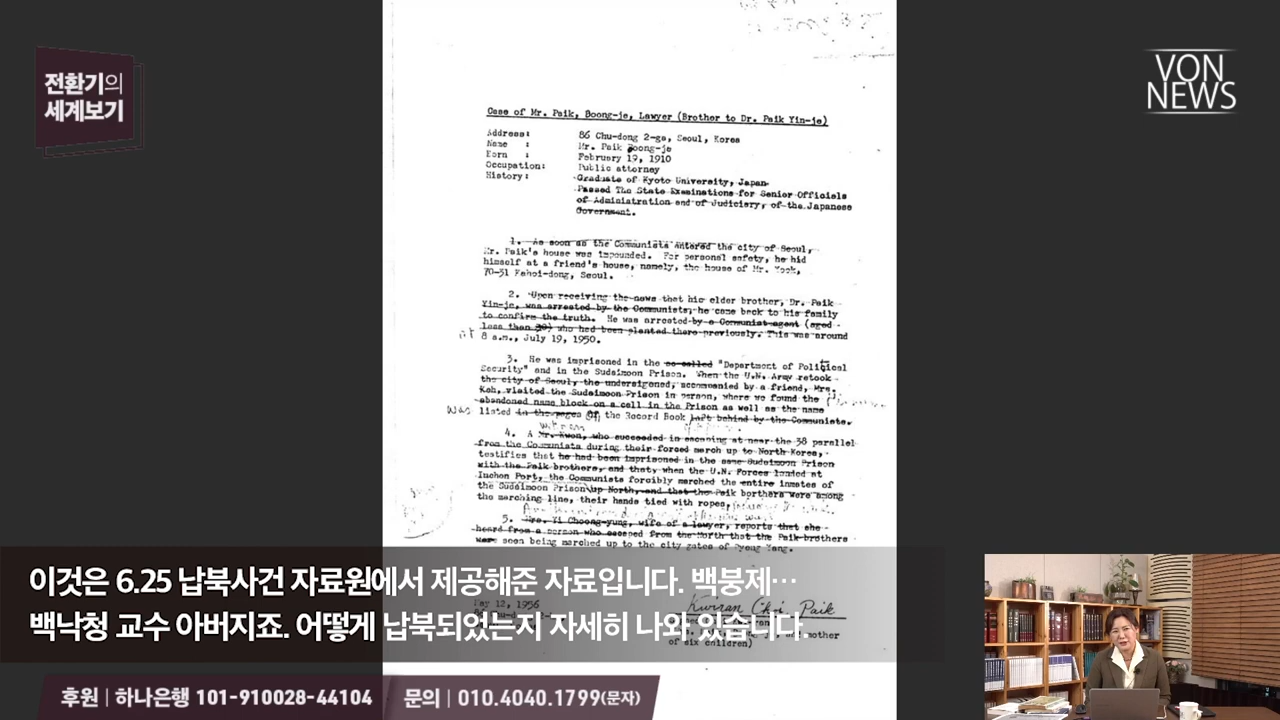 전환기의
세계보기
VON
NEWS
Case of Mr. Paik, Boong-je, Lawyer (Brother to Dr. Paik Yin-je)
Address: 86 Chu-dong 2-ga, Seoul, Korea
Name : Mr. Paik Boong-je
Born : February 19, 1910
Occupation: Public attorney
History: Graduate of Kyoto University, Japan
Passed The State Examinations for Senior Officials
of Administration and of Judiciary, of the Japanese
Government.
1. As soon as the Communists entered the city of Seoul,
Mr. Paik's house was impounded. For personal safety, he hid
himself at a friend's house, namely, the house of Mr.
70-31 Kahoi-dong, Seoul.
2. Upon receiving the news that his elder brother, Dr. Paik
Yin-je, was arrested by the Communists, he came back to his family
to confirm the truth. He was arrested by a Communist agent (aged
less than 30) who had been planted there previously. This was around
at 8 a.m., July 19, 1950.
3. He was imprisoned in the so called "Department of Political
Security" and in the Sudaimoon Prison. When the U.N. Army retook
the city of Seoul, the undersigned, accompanied by a friend, Mrs.
Koh, visited the Sudaimoon Prison in person, where we found the
abandoned name block on a cell in the Prison as well as the name
was listed in the pages of the Record Book left behind by the Communists.
4. A Mr. Kwon, who succeeded in escaping at near the 38 parallel
from the Communists during their forced march up to North Korea,
testifies that he had been imprisoned in the same Sudaimoon Prison
with the Paik brothers, and that, when the U.N. Forces landed at
Inchon Port, the Communists forcibly marched the entire inmates of
the Sudaimoon Prison up North, and that the Paik borthers were among
the marching line, their hands tied with ropes,
5. Mrs. Yi Choong-yung, wife of a lawyer, reports that she
heard from a person who escaped from the North that the Paik brothers
were seen being marched up to the city gates of Pyeng Yang.
이것은 6.25 납북사건 자료원에서 제공해준 자료입니다. 백붕제…
백낙청 교수 아버지죠. 어떻게 납북되었는지 자세히 나와 있습니다.
May 12, 1956
Paik
mother
of six children)
후원 | 하나은행 101-910028-44104 문의 | 010.4040.1799(문자)